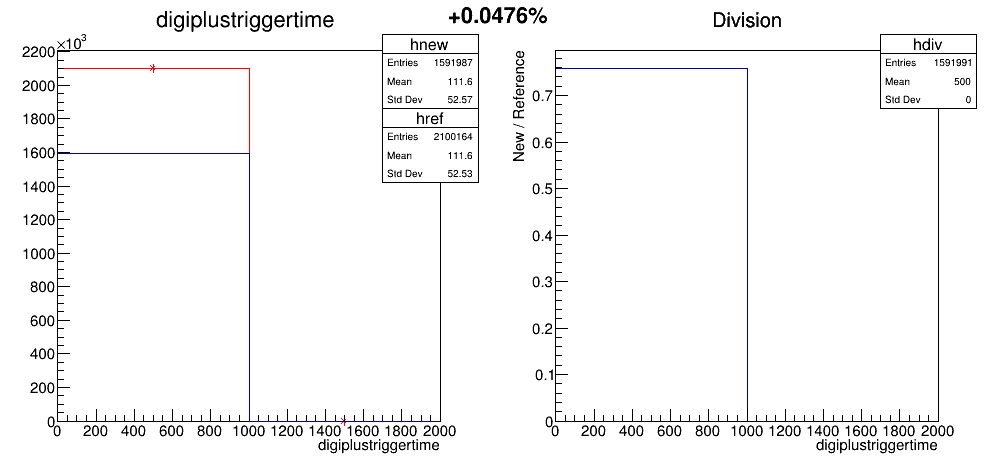 digiplustriggertime
+0.0476%
Division
×10³
2200
2000
1800
1600
1400
1200
1000
800
600
400
200
0
0 200 400 600 800 1000 1200 1400 1600 1800 2000
digiplustriggertime
hnew
Entries 1591987
Mean 111.6
Std Dev 52.57
href
Entries 2100164
Mean 111.6
Std Dev 52.53
New / Reference
0.7
0.6
0.5
0.4
0.3
0.2
0.1
0
0 200 400 600 800 1000 1200 1400 1600 1800 2000
digiplustriggertime
hdiv
Entries 1591991
Mean 500
Std Dev 0